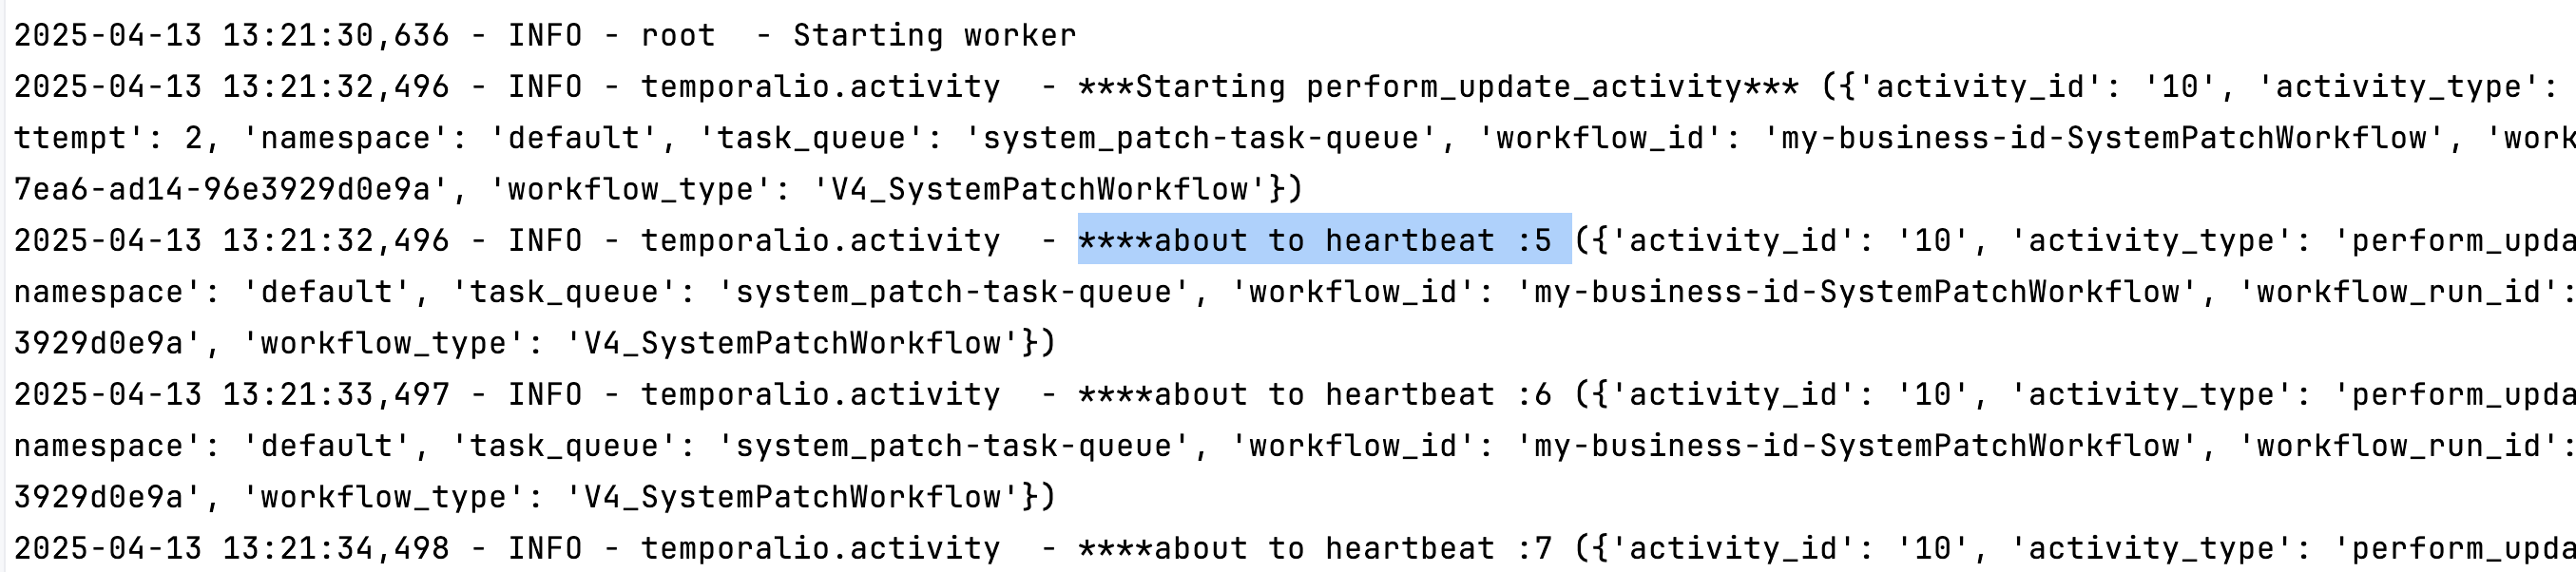 2025-04-13 13:21:30,636 - INFO - root  - Starting worker
2025-04-13 13:21:32,496 - INFO - temporalio.activity  - ***Starting perform_update_activity*** ({'activity_id': '10', 'activity_type':
ttempt': 2, 'namespace': 'default', 'task_queue': 'system_patch-task-queue', 'workflow_id': 'my-business-id-SystemPatchWorkflow', 'work
7ea6-ad14-96e3929d0e9a', 'workflow_type': 'V4_SystemPatchWorkflow'})
2025-04-13 13:21:32,496 - INFO - temporalio.activity  - ****about to heartbeat :5 ({'activity_id': '10', 'activity_type': 'perform_upda
namespace': 'default', 'task_queue': 'system_patch-task-queue', 'workflow_id': 'my-business-id-SystemPatchWorkflow', 'workflow_run_id':
3929d0e9a', 'workflow_type': 'V4_SystemPatchWorkflow'})
2025-04-13 13:21:33,497 - INFO - temporalio.activity  - ****about to heartbeat :6 ({'activity_id': '10', 'activity_type': 'perform_upda
namespace': 'default', 'task_queue': 'system_patch-task-queue', 'workflow_id': 'my-business-id-SystemPatchWorkflow', 'workflow_run_id':
3929d0e9a', 'workflow_type': 'V4_SystemPatchWorkflow'})
2025-04-13 13:21:34,498 - INFO - temporalio.activity  - ****about to heartbeat :7 ({'activity_id': '10', 'activity_type': 'perform_upda